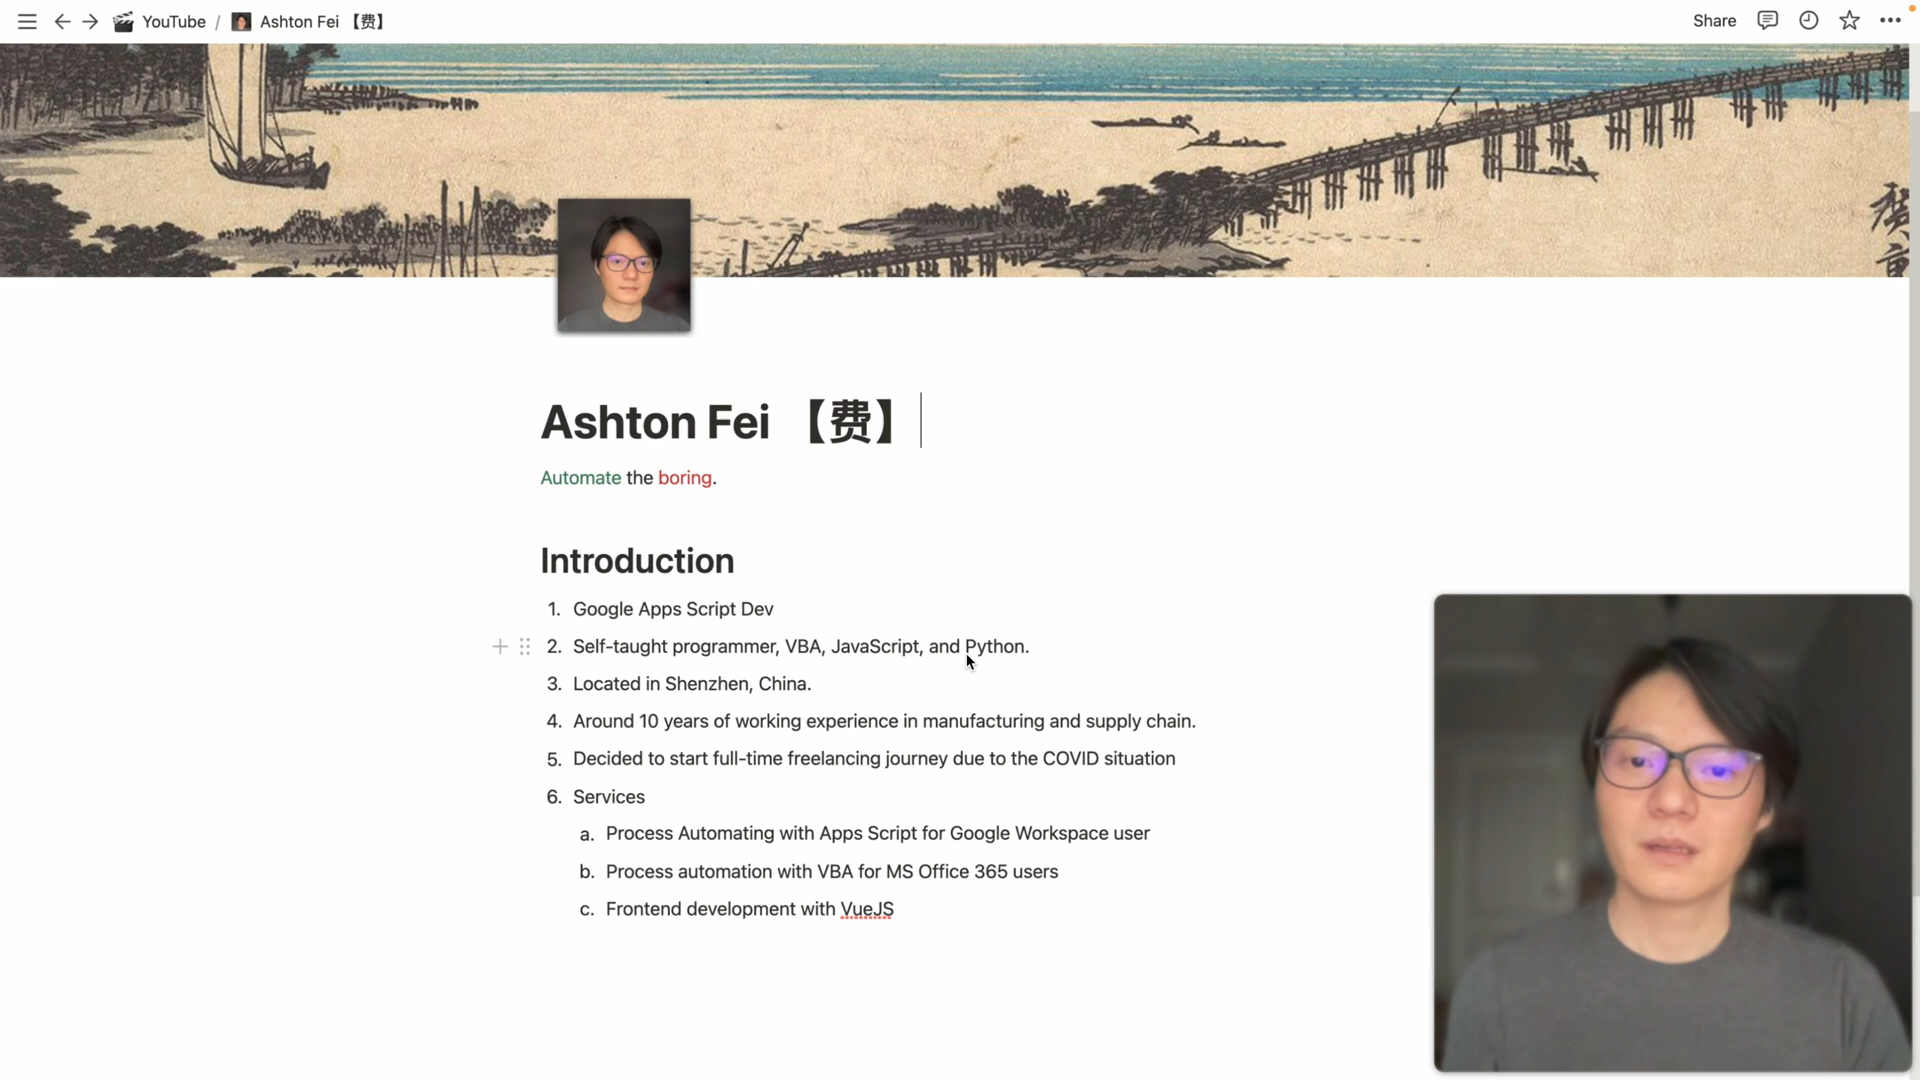 YouTube / Ashton Fei 【费】
Share
Ashton Fei 【费】
Automate the boring.
Introduction
1. Google Apps Script Dev
2. Self-taught programmer, VBA, JavaScript, and Python.
3. Located in Shenzhen, China.
4. Around 10 years of working experience in manufacturing and supply chain.
5. Decided to start full-time freelancing journey due to the COVID situation
6. Services
a. Process Automating with Apps Script for Google Workspace user
b. Process automation with VBA for MS Office 365 users
c. Frontend development with VueJS